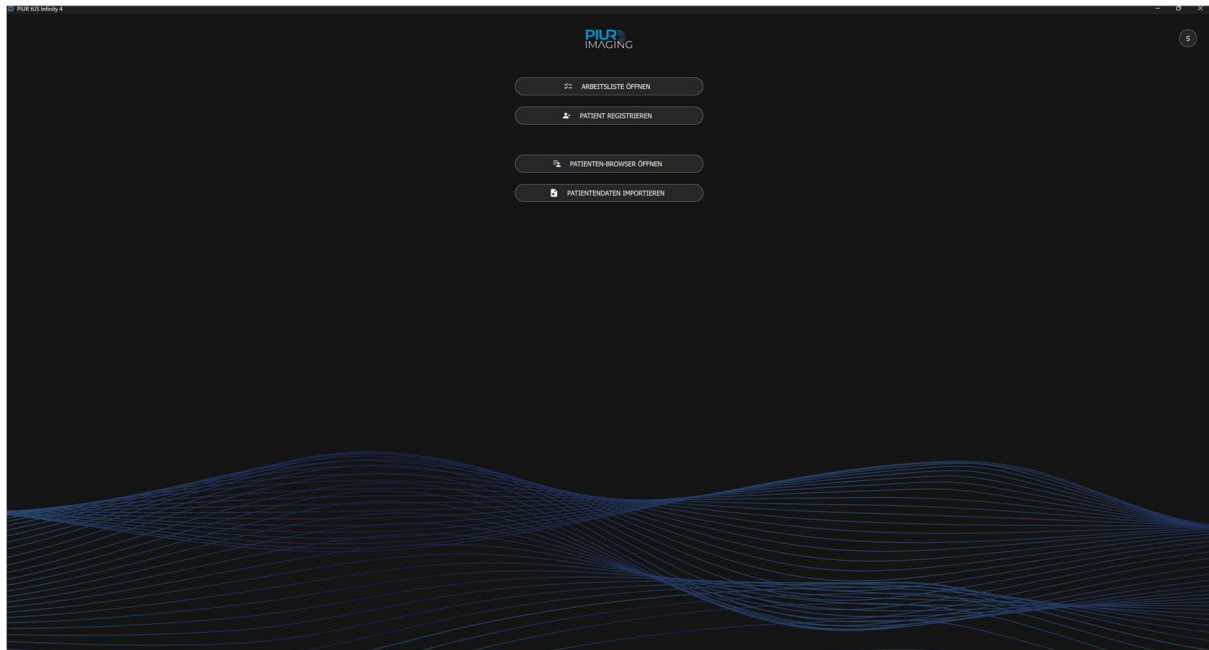 PIUR tUS Infinity 4
PIUR
IMAGING
S
ARBEITSLISTE ÖFFNEN
PATIENT REGISTRIEREN
PATIENTEN-BROWSER ÖFFNEN
PATIENTENDATEN IMPORTIEREN